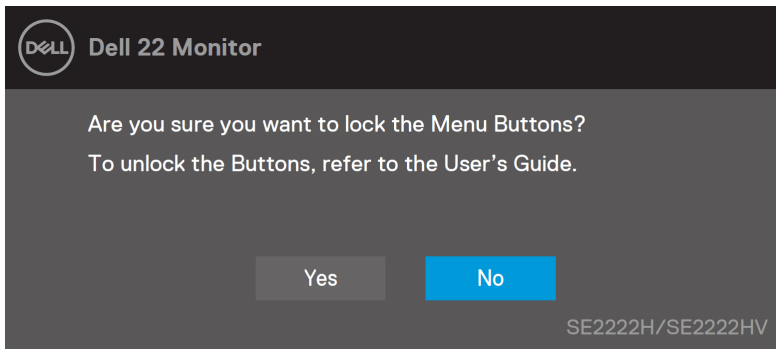 DELL Dell 22 Monitor
Are you sure you want to lock the Menu Buttons?
To unlock the Buttons, refer to the User’s Guide.
Yes No
SE2222H/SE2222HV